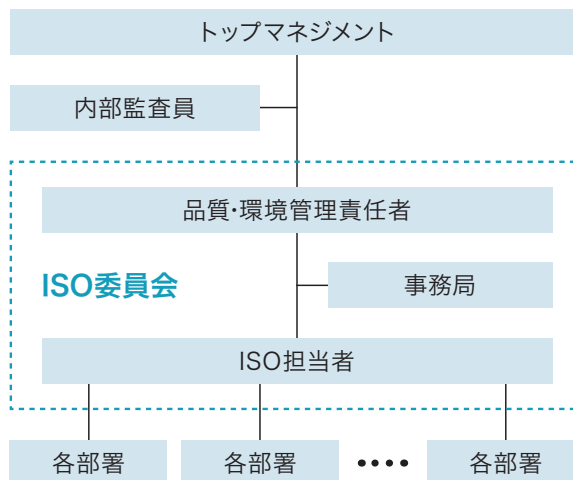 トップマネジメント
内部監査員
品質・環境管理責任者
ISO委員会
事務局
ISO担当者
各部署
各部署
••••
各部署